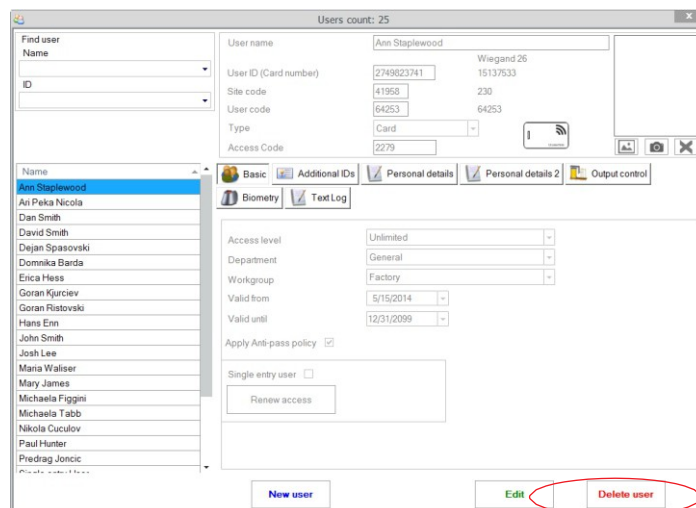 Users count: 25
x
Find user
Name
ID
User name Ann Staplewood
Wiegand 26
User ID (Card number) 2749823741 15137533
Site code 41958 230
User code 64253 64253
Type Card
Access Code 2279
Name
Ann Staplewood
Ari Peka Nicola
Dan Smith
David Smith
Dejan Spasovski
Domnika Barda
Erica Hess
Goran Kjurciev
Goran Ristovski
Hans Enn
John Smith
Josh Lee
Maria Waliser
Mary James
Michaela Figgini
Michaela Tabb
Nikola Cuculov
Paul Hunter
Predrag Joncic
Single entry User
Basic Additional IDs Personal details Personal details 2 Output control
Biometry Text Log
Access level Unlimited
Department General
Workgroup Factory
Valid from 5/15/2014
Valid until 12/31/2099
Apply Anti-pass policy
Single entry user
Renew access
New user Edit Delete user